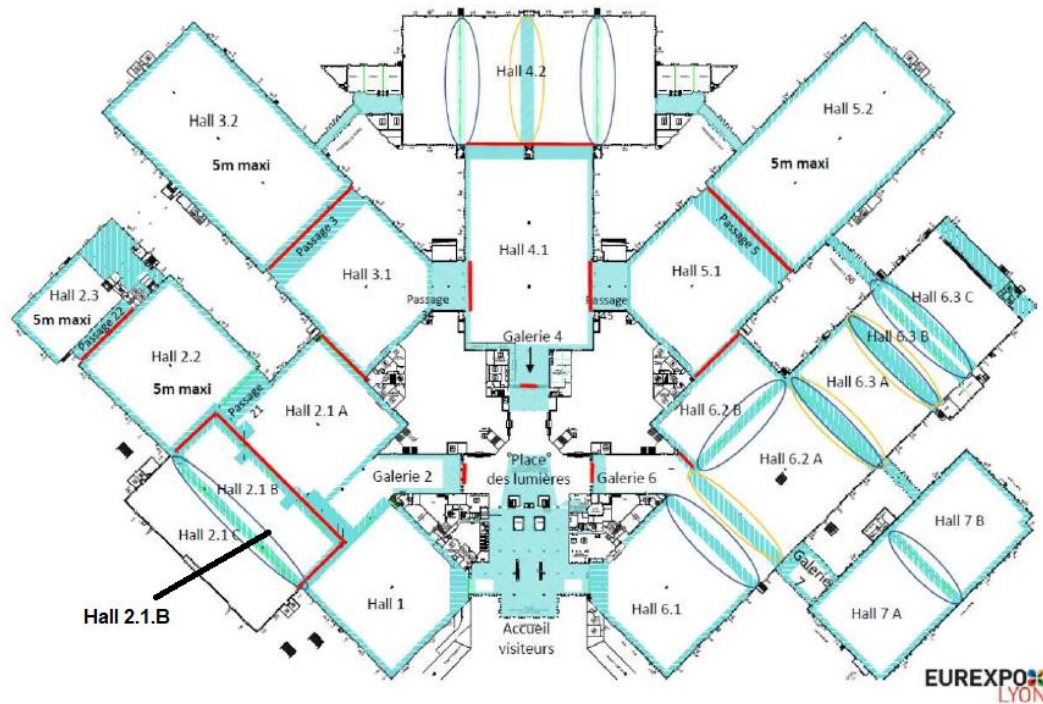 Hall 4.2
Hall 3.2
5m maxi
Hall 5.2
5m maxi
Passage 3
Hall 3.1
Hall 4.1
Passage 5
Hall 5.1
Passage
Passage
45
Hall 2.3
5m maxi
Passage 22
Hall 6.3 C
Hall 6.3 B
Hall 6.3 A
Galerie 4
Hall 2.2
5m maxi
Passage
21
Hall 2.1 A
Hall 6.2 B
Hall 6.2 A
Galerie 2
Place
des lumières
Galerie 6
Hall 2.1 B
Hall 2.1 C
Hall 7 B
Galerie
7
Hall 2.1.B
Hall 1
Hall 6.1
Hall 7 A
Accueil
visiteurs
EUREXPO
LYON